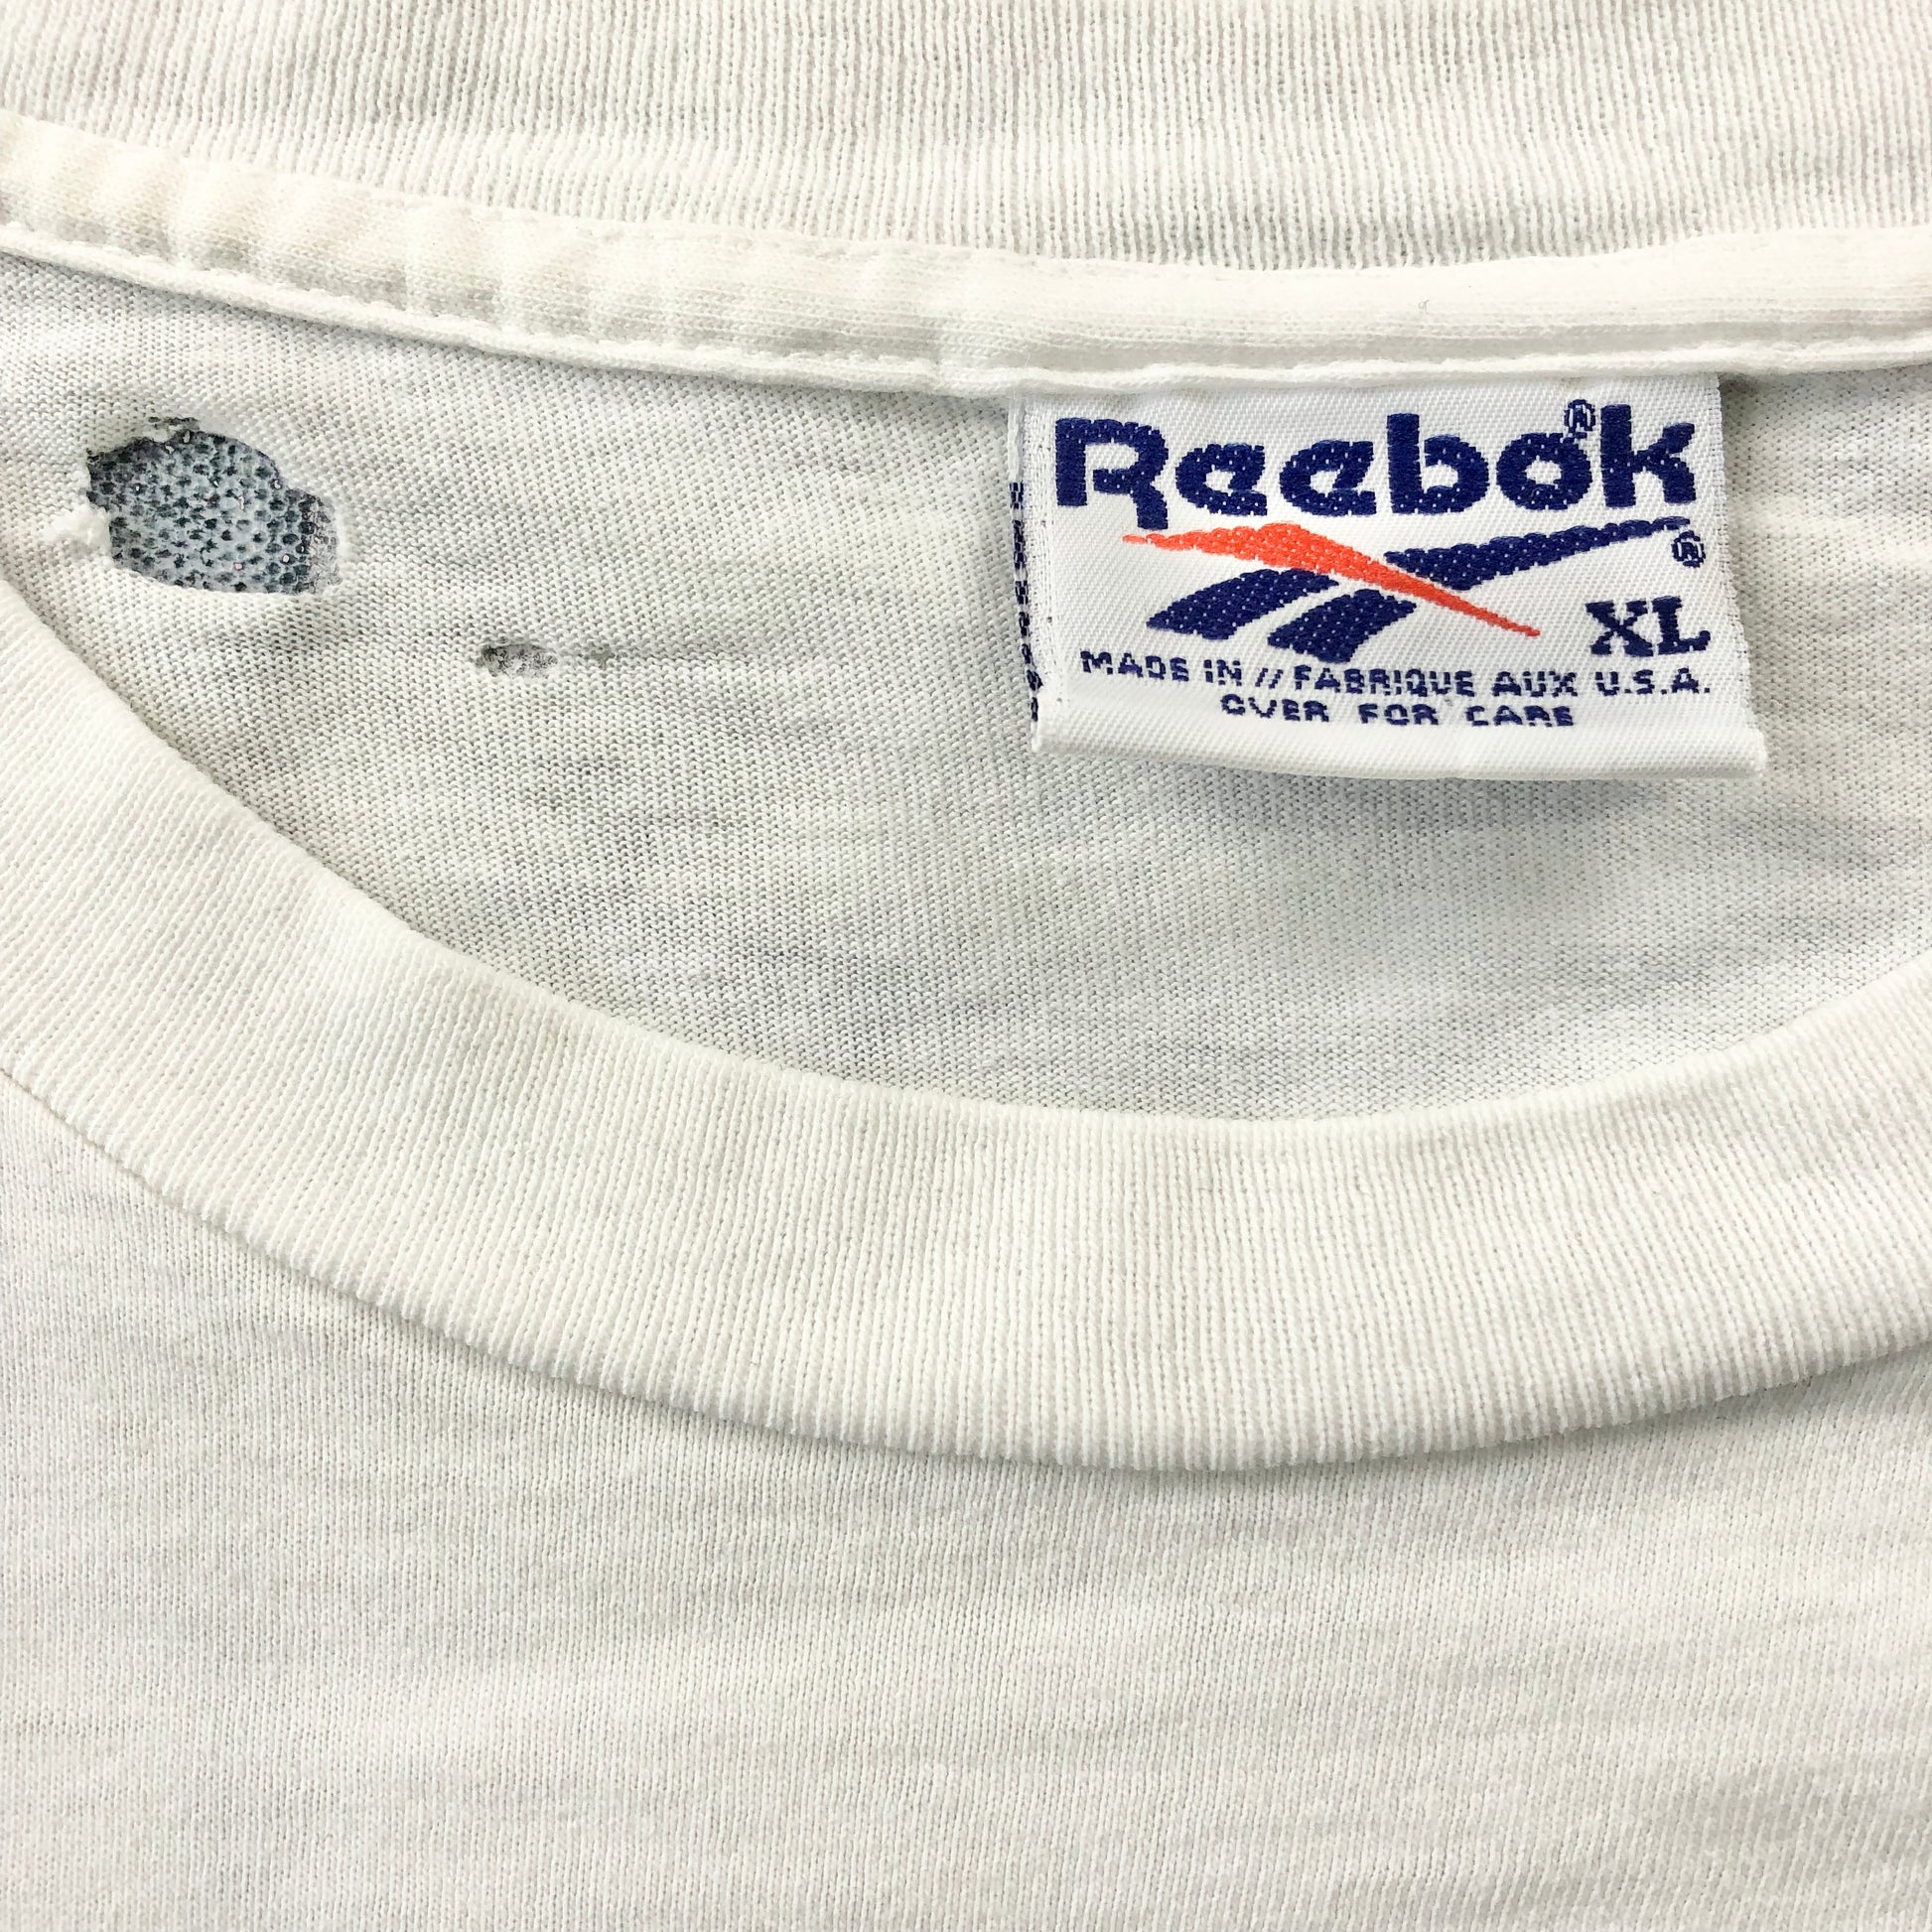 Reebok®
®
XL
MADE IN // FABRIQUE AUX U.S.A.
OVER FOR CARE